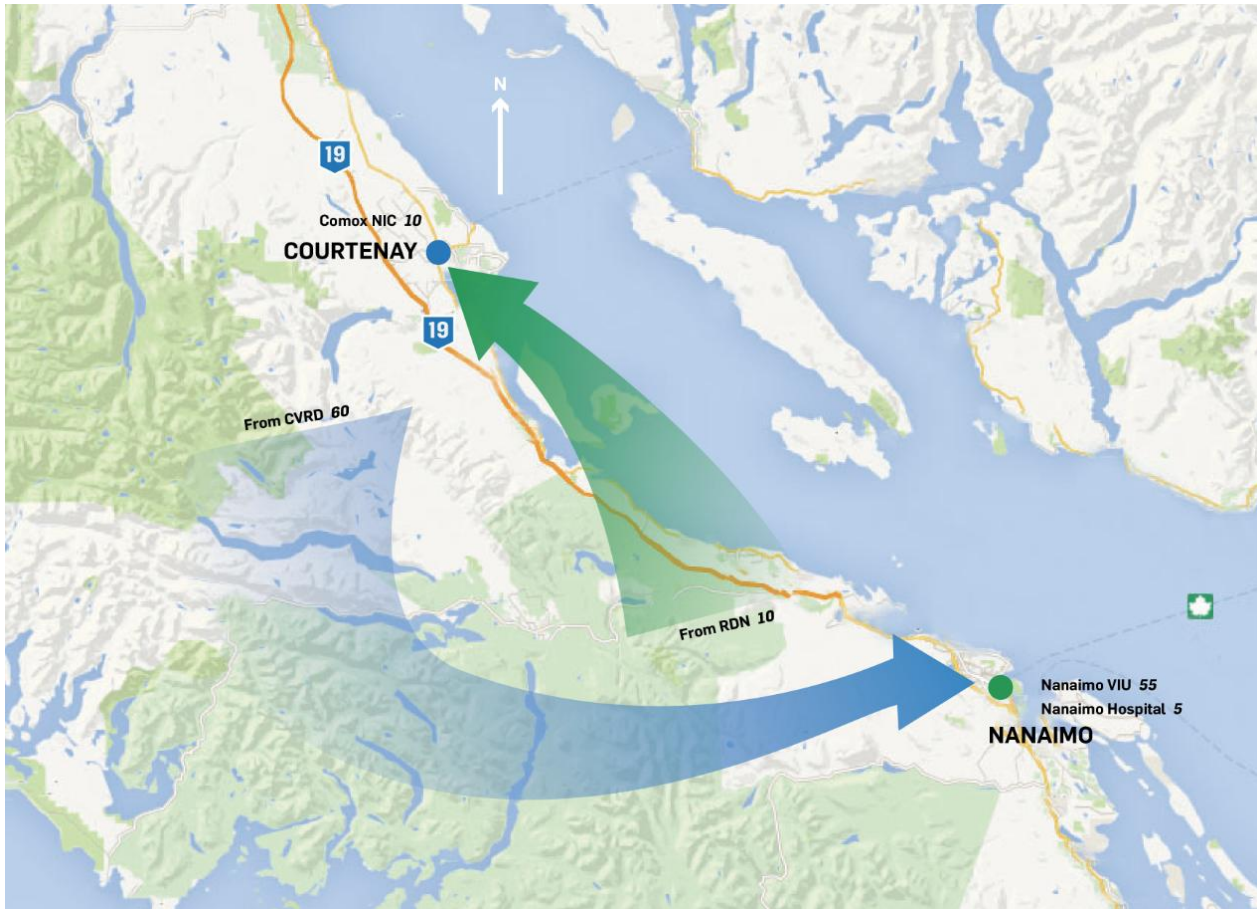 N
19
Comox NIC 10
COURTENAY
19
From CVRD 60
From RDN 10
Nanaimo VIU 55
Nanaimo Hospital 5
NANAIMO